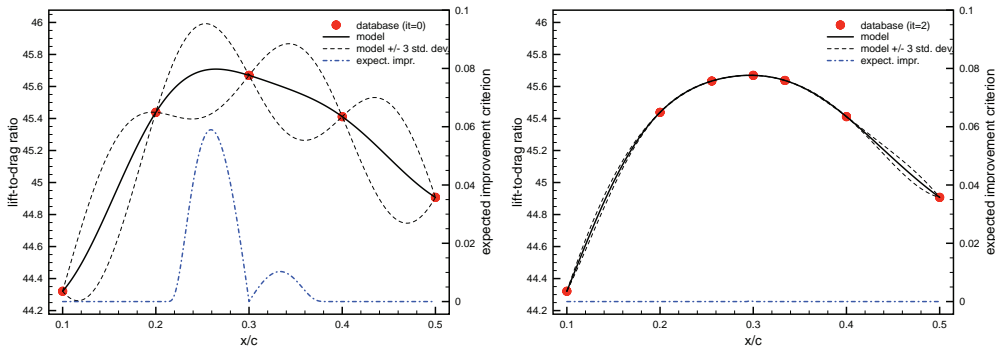 46
45.8
45.6
45.4
45.2
45
44.8
44.6
44.4
44.2
lift-to-drag ratio
database (it=0)
model
model +/- 3 std. dev
expect. impr.
0.1
0.08
0.06
0.04
0.02
0
expected improvement criterion
0.1 0.2 0.3 0.4 0.5
x/c
46
45.8
45.6
45.4
45.2
45
44.8
44.6
44.4
44.2
lift-to-drag ratio
database (it=2)
model
model +/- 3 std. dev
expect. impr.
0.1
0.08
0.06
0.04
0.02
0
expected improvement criterion
0.1 0.2 0.3 0.4 0.5
x/c